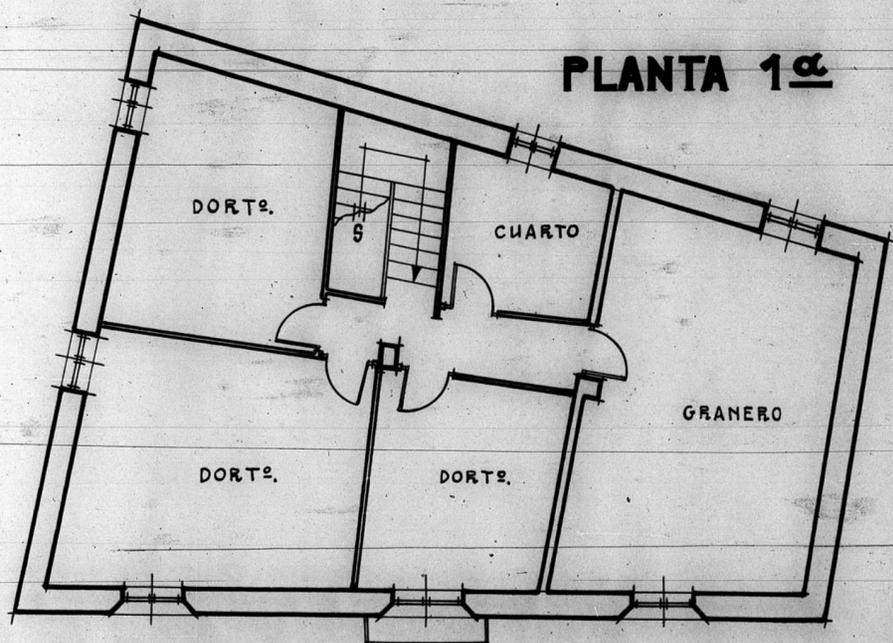 PLANTA 1ª
DORTº.
S
CUARTO
GRANERO
DORTº.
DORTº.